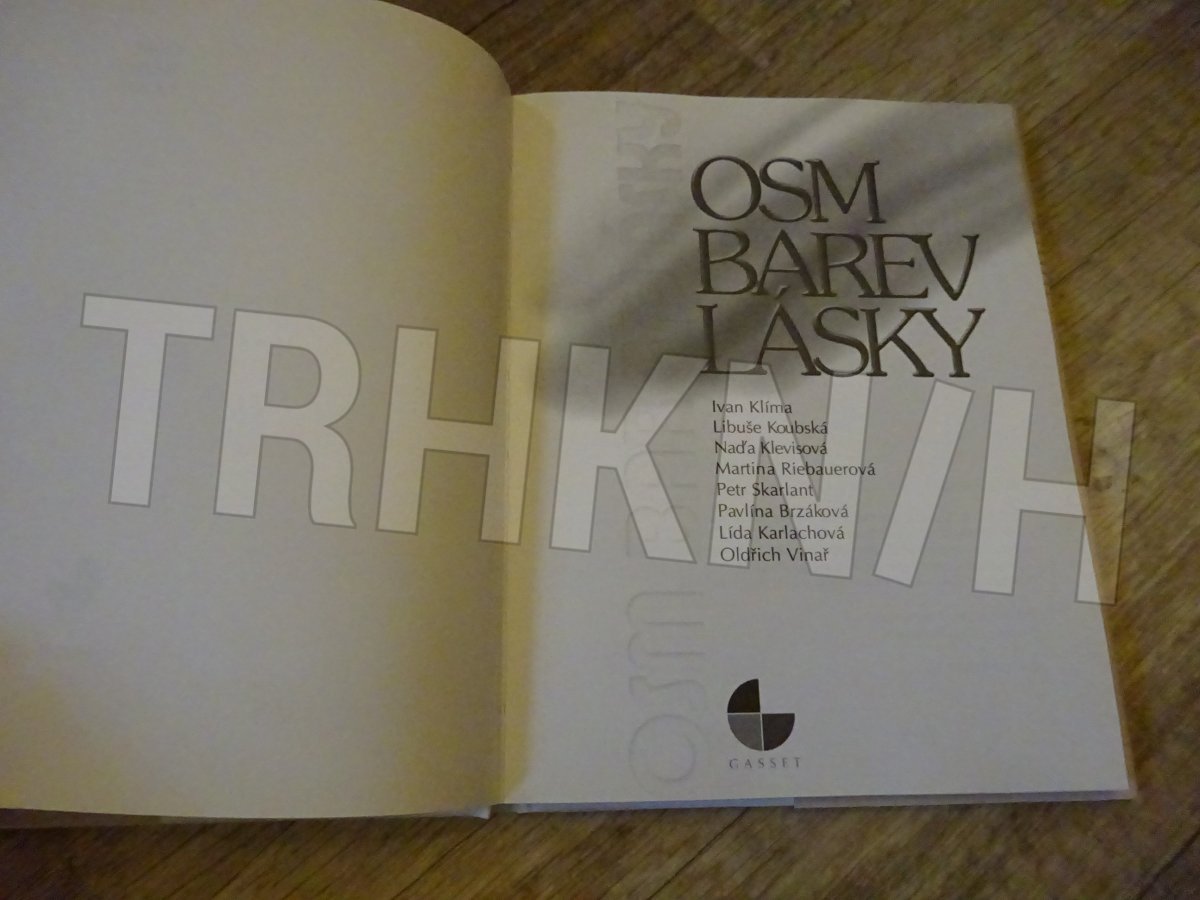 OSM
BAREV
LÁSKY
Ivan Klíma
Libuše Koubská
Naďa Klevisová
Martina Riebauerová
Petr Skarlant
Pavlína Brzáková
Lída Karlachová
Oldřich Vinař
GASSET
TRHKNIH